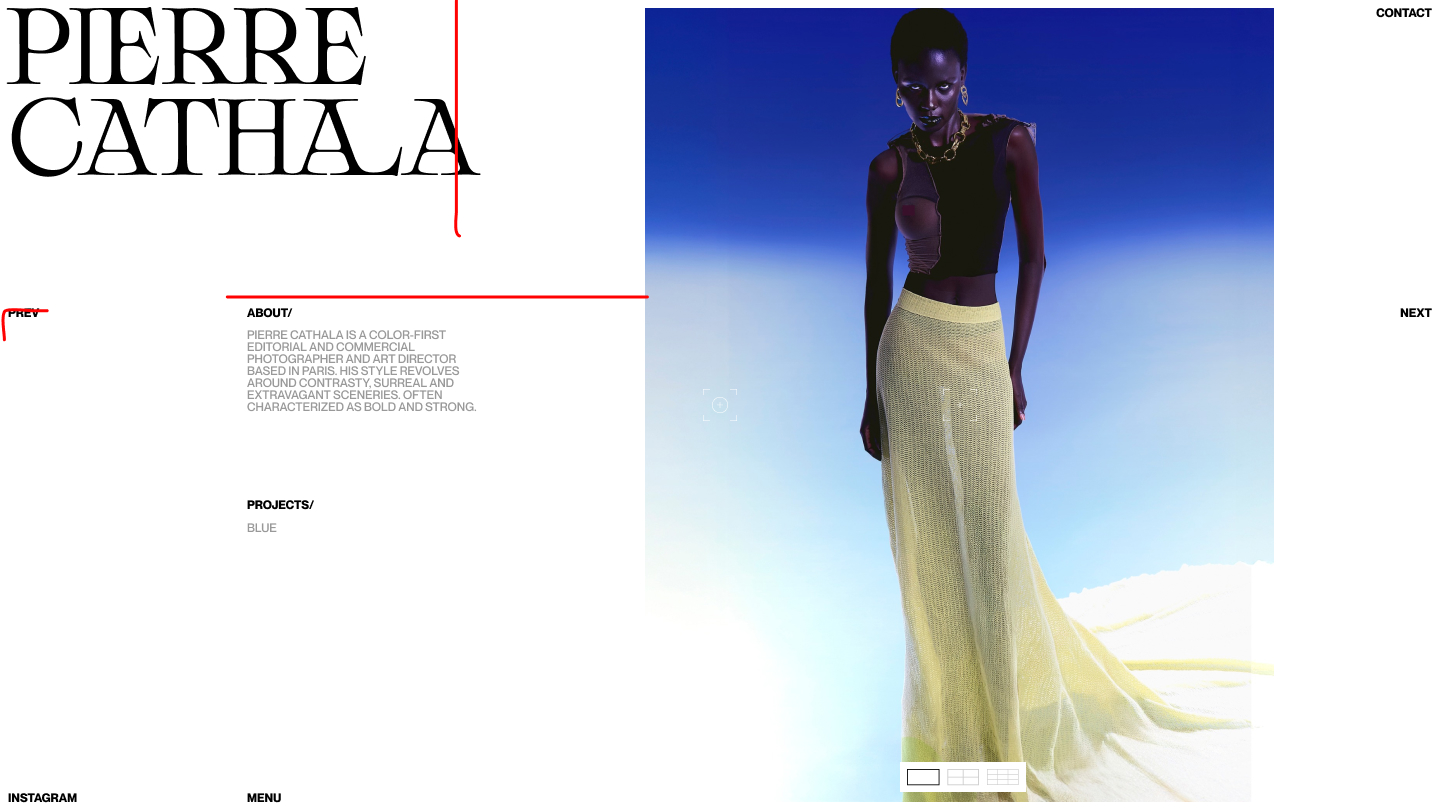 PIERRE
CATHALA
CONTACT
PREV
ABOUT/
PIERRE CATHALA IS A COLOR-FIRST
EDITORIAL AND COMMERCIAL
PHOTOGRAPHER AND ART DIRECTOR
BASED IN PARIS. HIS STYLE REVOLVES
AROUND CONTRASTY, SURREAL AND
EXTRAVAGANT SCENERIES. OFTEN
CHARACTERIZED AS BOLD AND STRONG.
NEXT
PROJECTS/
BLUE
INSTAGRAM
MENU